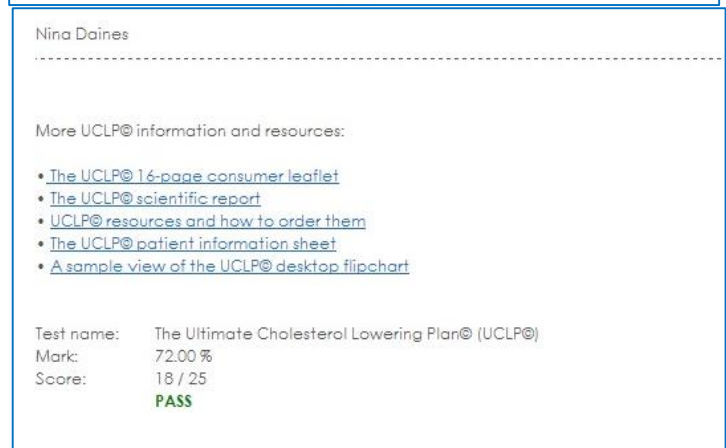 Nina Daines
More UCLP© information and resources:
• The UCLP© 16-page consumer leaflet
• The UCLP© scientific report
• UCLP© resources and how to order them
• The UCLP© patient information sheet
• A sample view of the UCLP© desktop flipchart
Test name: The Ultimate Cholesterol Lowering Plan© (UCLP©)
Mark: 72.00 %
Score: 18 / 25
PASS